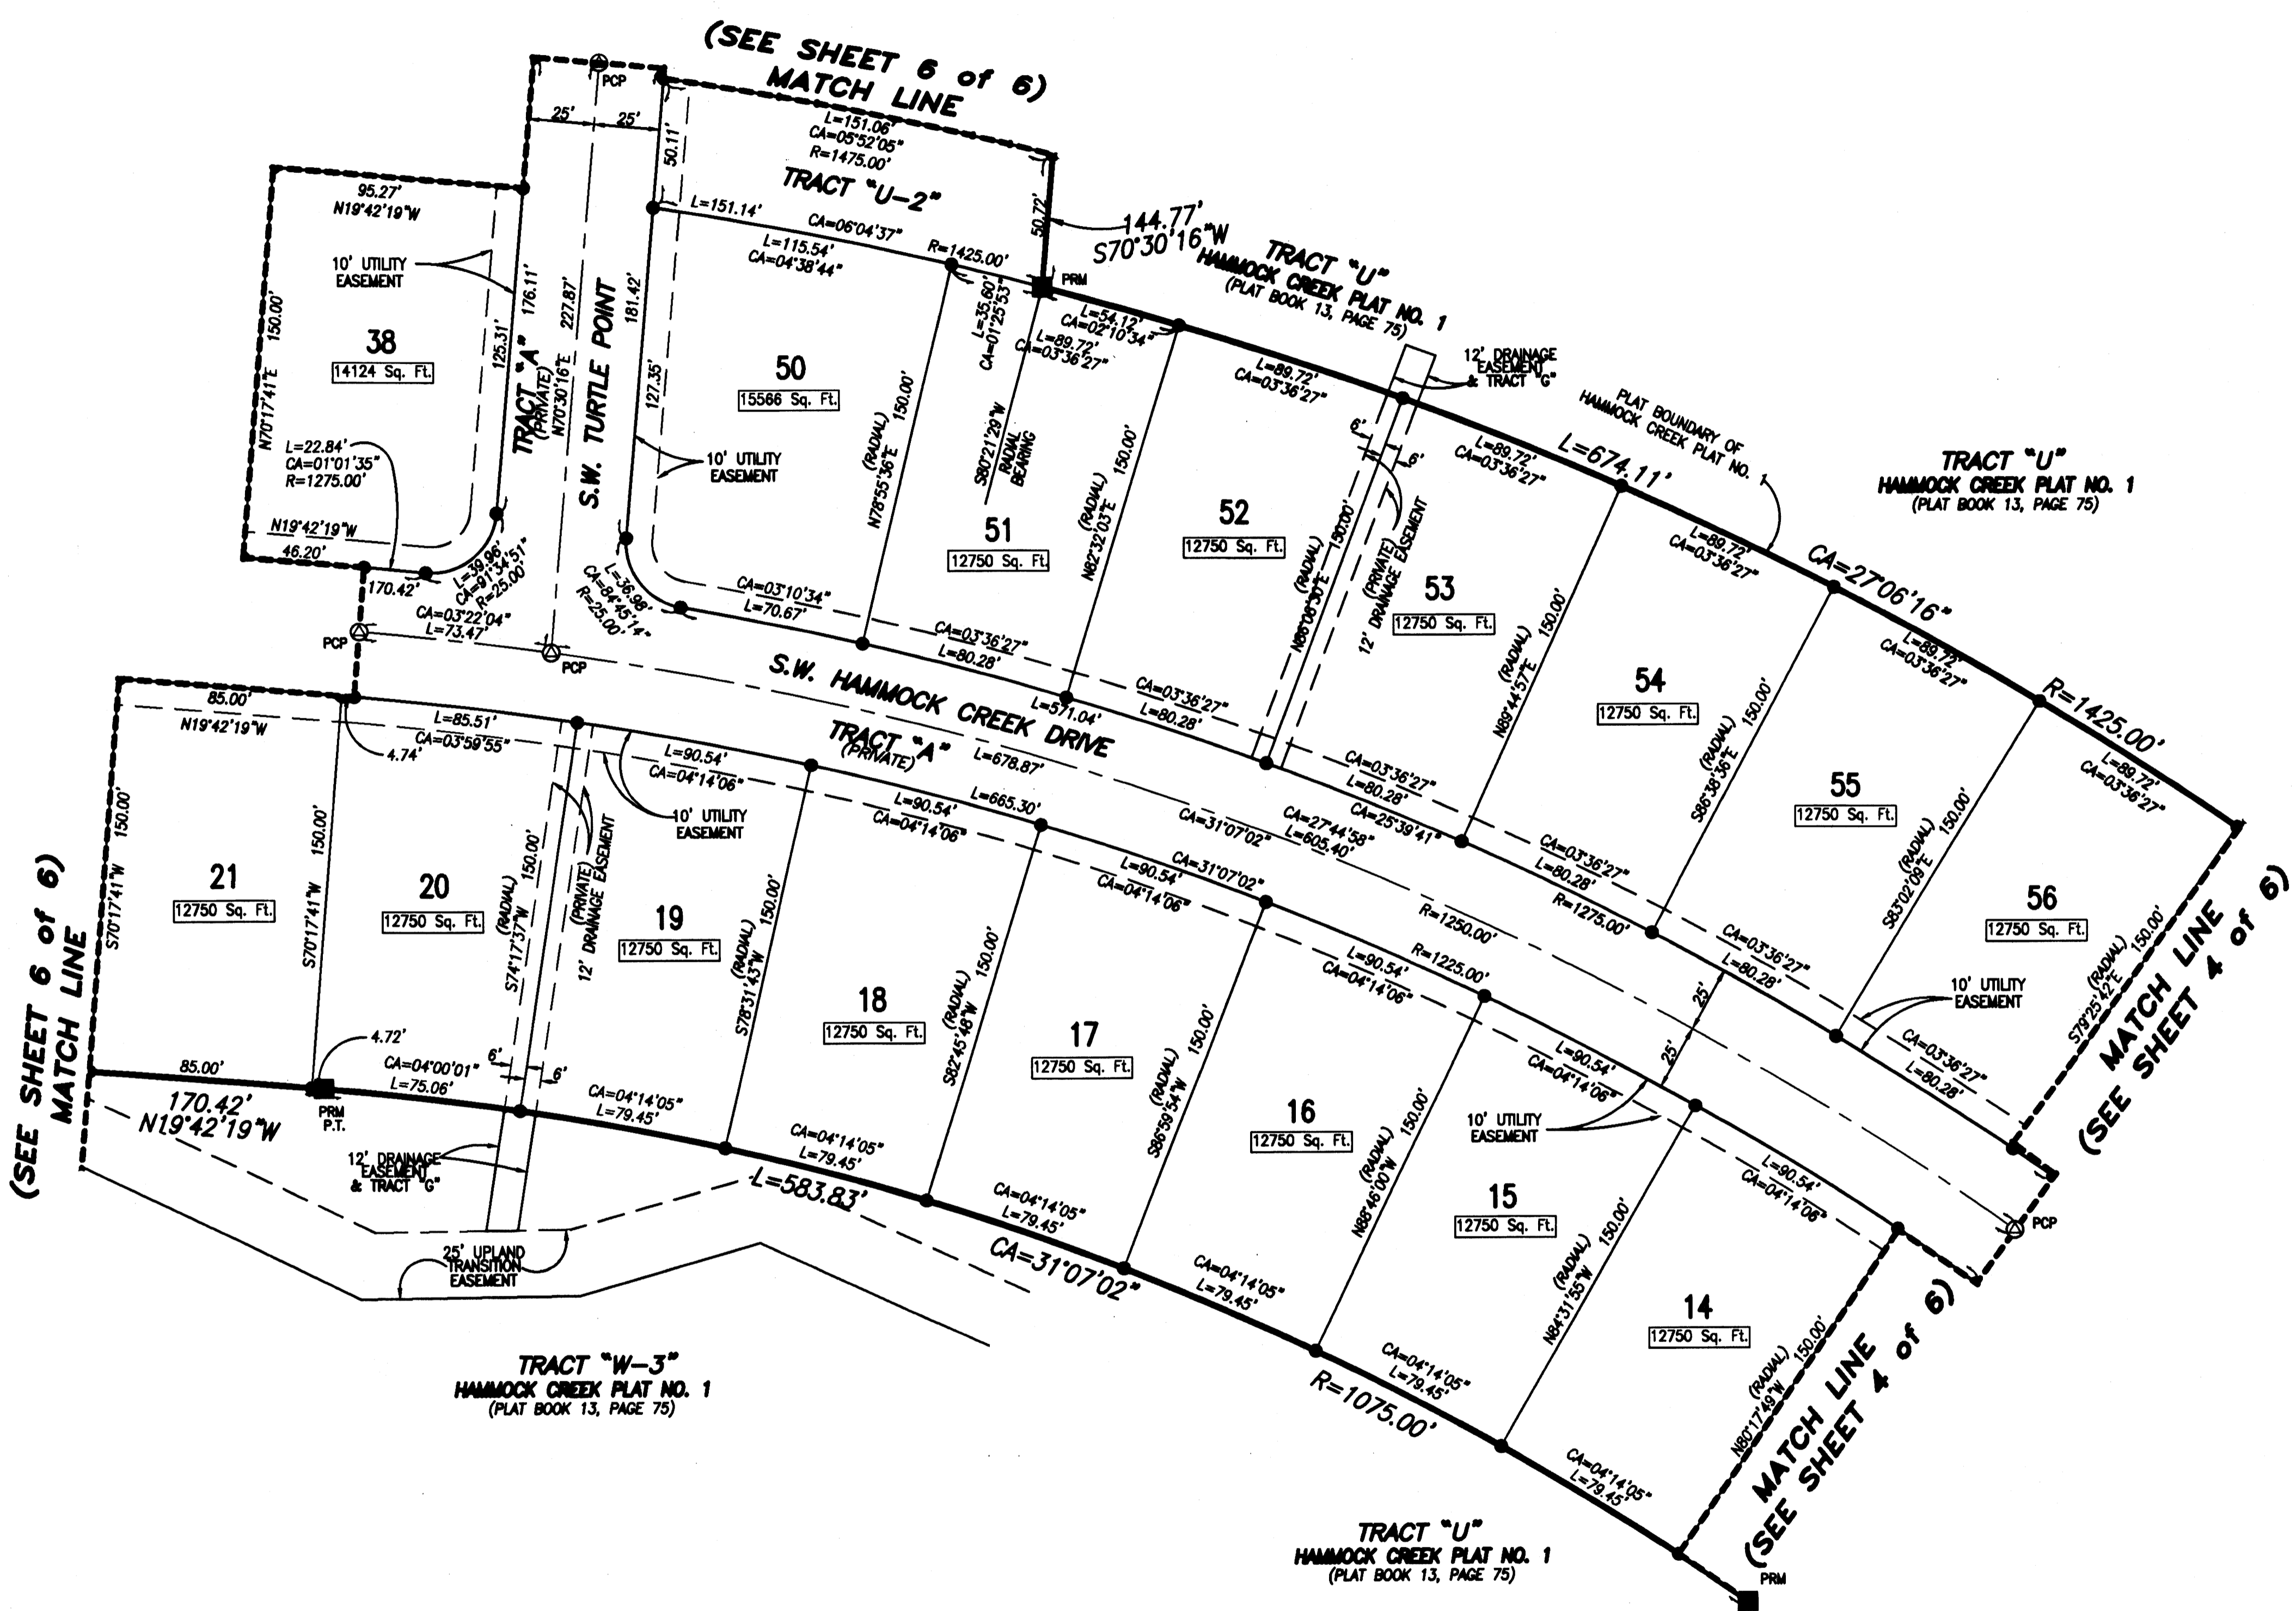 (SEE SHEET 6 of 6)
MATCH LINE
PCP
25'
25'
50.11'
L=151.06'
CA=05°52'05"
R=1475.00'
TRACT "U-2"
L=151.14'
CA=06°04'37"
R=1425.00'
L=115.54'
CA=04°38'44"
50.72'
144.77'
S70°30'16"W
PRM
TRACT "U"
HAMMOCK CREEK PLAT NO. 1
(PLAT BOOK 13, PAGE 75)
95.27'
N19°42'19"W
10' UTILITY
EASEMENT
N70°17'41"E
150.00'
38
14124 Sq. Ft.
125.31'
176.11'
TRACT "A"
(PRIVATE)
N70°30'16"E
227.87'
S.W. TURTLE POINT
181.42'
127.35'
L=22.84'
CA=01°01'35"
R=1275.00'
N19°42'19"W
46.20'
170.42'
L=39.96'
CA=91°34'51"
R=25.00'
CA=03°22'04"
L=73.47'
PCP
PCP
50
15566 Sq. Ft.
10' UTILITY
EASEMENT
L=36.98'
CA=84°45'14"
R=25.00'
CA=03°10'34"
L=70.67'
(RADIAL)
N78°55'36"E
150.00'
L=35.60'
CA=01°25'53"
S80°21'29"W
RADIAL
BEARING
L=54.12'
CA=02°10'34"
L=89.72'
CA=03°36'27"
51
12750 Sq. Ft.
CA=03°36'27"
L=80.28'
(RADIAL)
N82°32'03"E
150.00'
L=89.72'
CA=03°36'27"
52
12750 Sq. Ft.
CA=03°36'27"
L=571.04'
L=80.28'
12' DRAINAGE
EASEMENT
& TRACT "G"
6'
6'
(RADIAL)
N86°08'30"E
150.00'
(PRIVATE)
12' DRAINAGE EASEMENT
L=89.72'
CA=03°36'27"
L=674.11'
PLAT BOUNDARY OF
HAMMOCK CREEK PLAT NO. 1
53
12750 Sq. Ft.
CA=03°36'27"
L=80.28'
CA=25°39'41"
(RADIAL)
N89°44'57"E
150.00'
L=89.72'
CA=03°36'27"
CA=27°06'16"
54
12750 Sq. Ft.
CA=03°36'27"
L=80.28'
R=1275.00'
(RADIAL)
S86°38'36"E
150.00'
L=89.72'
CA=03°36'27"
R=1425.00'
55
12750 Sq. Ft.
CA=03°36'27"
L=80.28'
(RADIAL)
S83°02'09"E
150.00'
L=89.72'
CA=03°36'27"
56
12750 Sq. Ft.
10' UTILITY
EASEMENT
CA=03°36'27"
L=80.28'
(RADIAL)
S79°25'42"E
150.00'
TRACT "U"
HAMMOCK CREEK PLAT NO. 1
(PLAT BOOK 13, PAGE 75)
MATCH LINE
(SEE SHEET 4 of 6)
S.W. HAMMOCK CREEK DRIVE
TRACT "A"
(PRIVATE)
L=678.87'
CA=31°07'02"
CA=27°44'58"
L=605.40'
R=1250.00'
25'
25'
PCP
85.00'
N19°42'19"W
4.74'
L=85.51'
CA=03°59'55"
L=90.54'
CA=04°14'06"
L=90.54'
L=665.30'
CA=04°14'06"
L=90.54'
CA=31°07'02"
CA=04°14'06"
L=90.54'
R=1225.00'
CA=04°14'06"
L=90.54'
CA=04°14'06"
L=90.54'
CA=04°14'06"
(SEE SHEET 6 of 6)
MATCH LINE
S70°17'41"W
150.00'
21
12750 Sq. Ft.
S70°17'41"W
150.00'
20
12750 Sq. Ft.
(RADIAL)
S74°17'37"W
150.00'
(PRIVATE)
12' DRAINAGE EASEMENT
10' UTILITY
EASEMENT
19
12750 Sq. Ft.
(RADIAL)
S78°31'43"W
150.00'
18
12750 Sq. Ft.
(RADIAL)
S82°45'48"W
150.00'
17
12750 Sq. Ft.
(RADIAL)
S86°59'54"W
150.00'
16
12750 Sq. Ft.
(RADIAL)
N88°46'00"W
150.00'
10' UTILITY
EASEMENT
15
12750 Sq. Ft.
(RADIAL)
N84°31'55"W
150.00'
14
12750 Sq. Ft.
(RADIAL)
N80°17'49"W
150.00'
MATCH LINE
(SEE SHEET 4 of 6)
85.00'
170.42'
N19°42'19"W
4.72'
PRM
P.T.
CA=04°00'01"
L=75.06'
6'
6'
CA=04°14'05"
L=79.45'
CA=04°14'05"
L=79.45'
L=583.83'
CA=04°14'05"
L=79.45'
CA=31°07'02"
CA=04°14'05"
L=79.45'
R=1075.00'
CA=04°14'05"
L=79.45'
CA=04°14'05"
L=79.45'
PRM
12' DRAINAGE
EASEMENT
& TRACT "G"
25' UPLAND
TRANSITION
EASEMENT
TRACT "W-3"
HAMMOCK CREEK PLAT NO. 1
(PLAT BOOK 13, PAGE 75)
TRACT "U"
HAMMOCK CREEK PLAT NO. 1
(PLAT BOOK 13, PAGE 75)